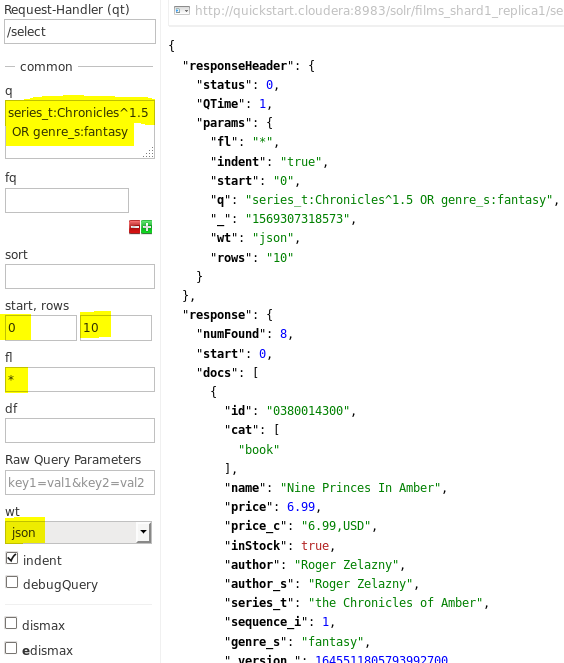 Request-Handler (qt)
/select
common
q
series_t:Chronicles^1.5
OR genre_s:fantasy
fq
sort
start, rows
0 10
fl
*
df
Raw Query Parameters
key1=val1&key2=val2
wt
json
indent
debugQuery
dismax
edismax
http://quickstart.cloudera:8983/solr/films_shard1_replica1/se
{
"responseHeader": {
"status": 0,
"QTime": 1,
"params": {
"fl": "*",
"indent": "true",
"start": "0",
"q": "series_t:Chronicles^1.5 OR genre_s:fantasy",
"_": "1569307318573",
"wt": "json",
"rows": "10"
}
},
"response": {
"numFound": 8,
"start": 0,
"docs": [
{
"id": "0380014300",
"cat": [
"book"
],
"name": "Nine Princes In Amber",
"price": 6.99,
"price_c": "6.99,USD",
"inStock": true,
"author": "Roger Zelazny",
"author_s": "Roger Zelazny",
"series_t": "the Chronicles of Amber",
"sequence_i": 1,
"genre_s": "fantasy",
"_version_": 1645511805793992700